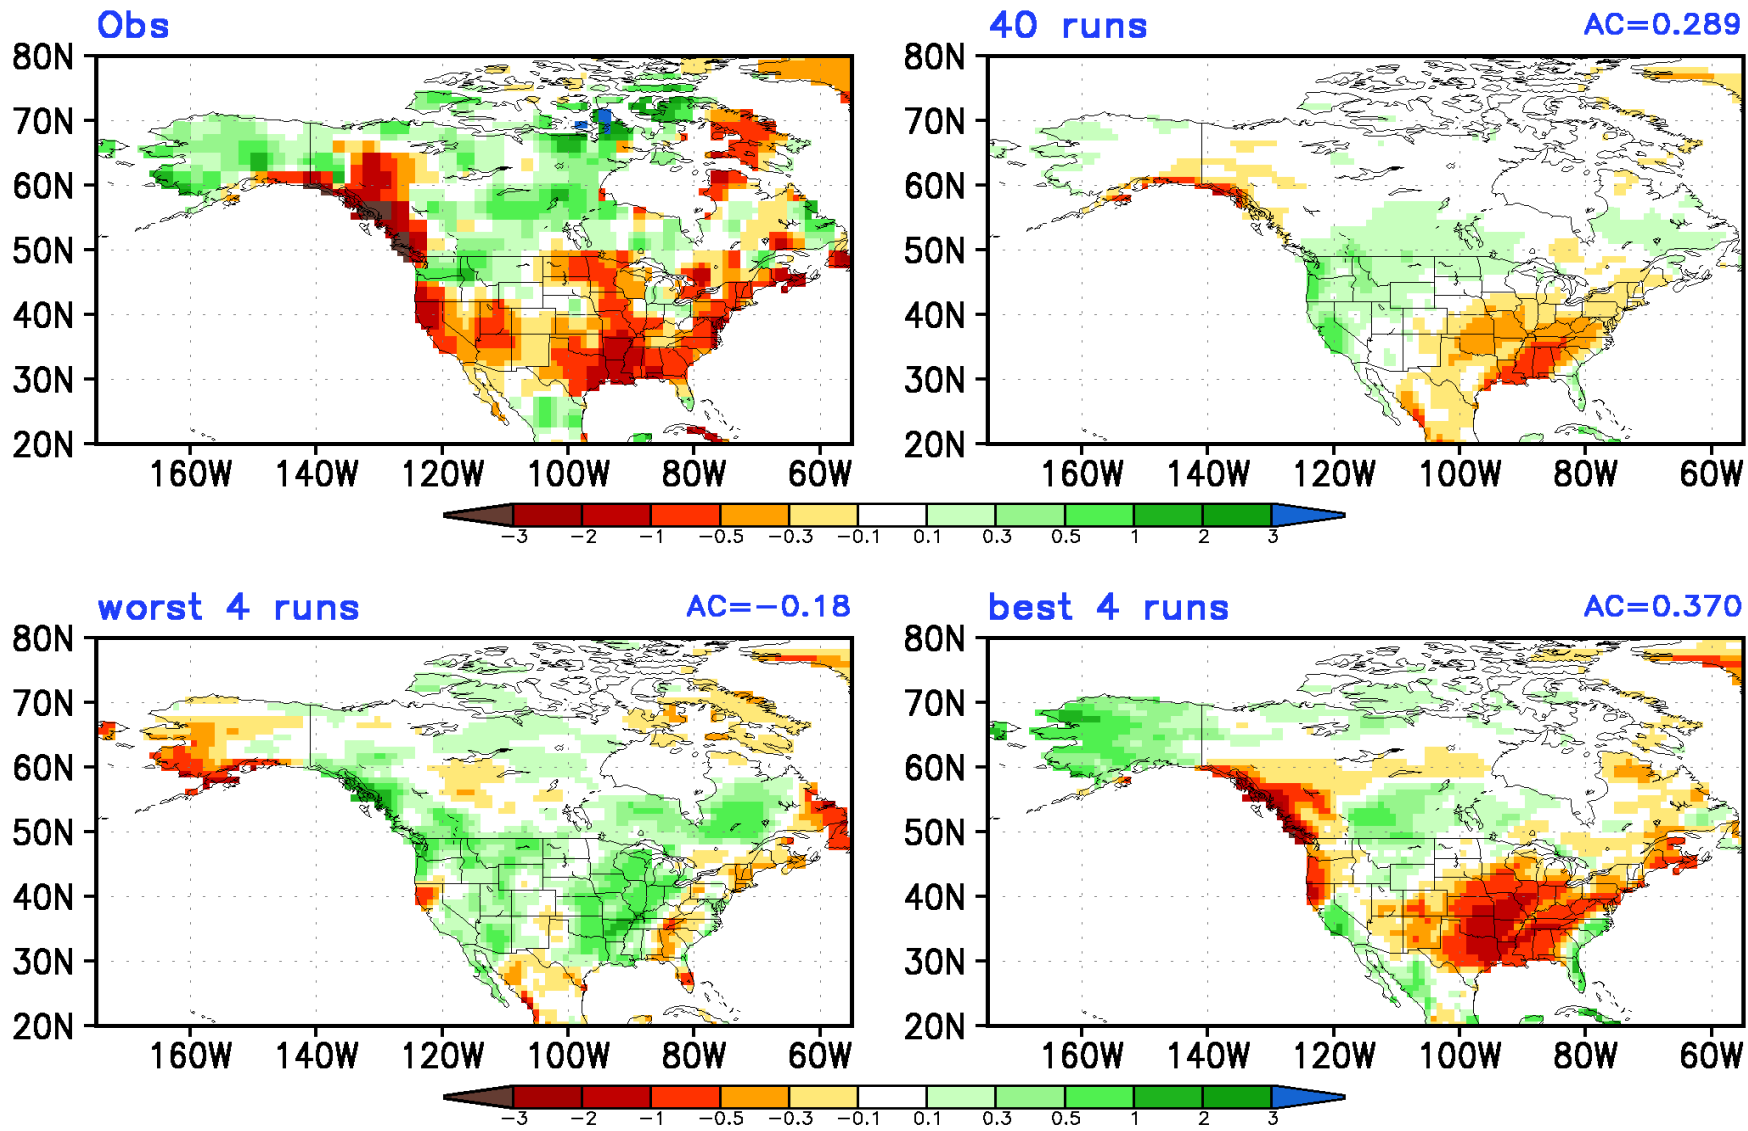 Obs
40 runs AC=0.289
80N 80N
70N 70N
60N 60N
50N 50N
40N 40N
30N 30N
20N 20N
160W 140W 120W 100W 80W 60W 160W 140W 120W 100W 80W 60W
−3 −2 −1 −0.5 −0.3 −0.1 0.1 0.3 0.5 1 2 3
worst 4 runs AC=−0.18
best 4 runs AC=0.370
80N 80N
70N 70N
60N 60N
50N 50N
40N 40N
30N 30N
20N 20N
160W 140W 120W 100W 80W 60W 160W 140W 120W 100W 80W 60W
−3 −2 −1 −0.5 −0.3 −0.1 0.1 0.3 0.5 1 2 3